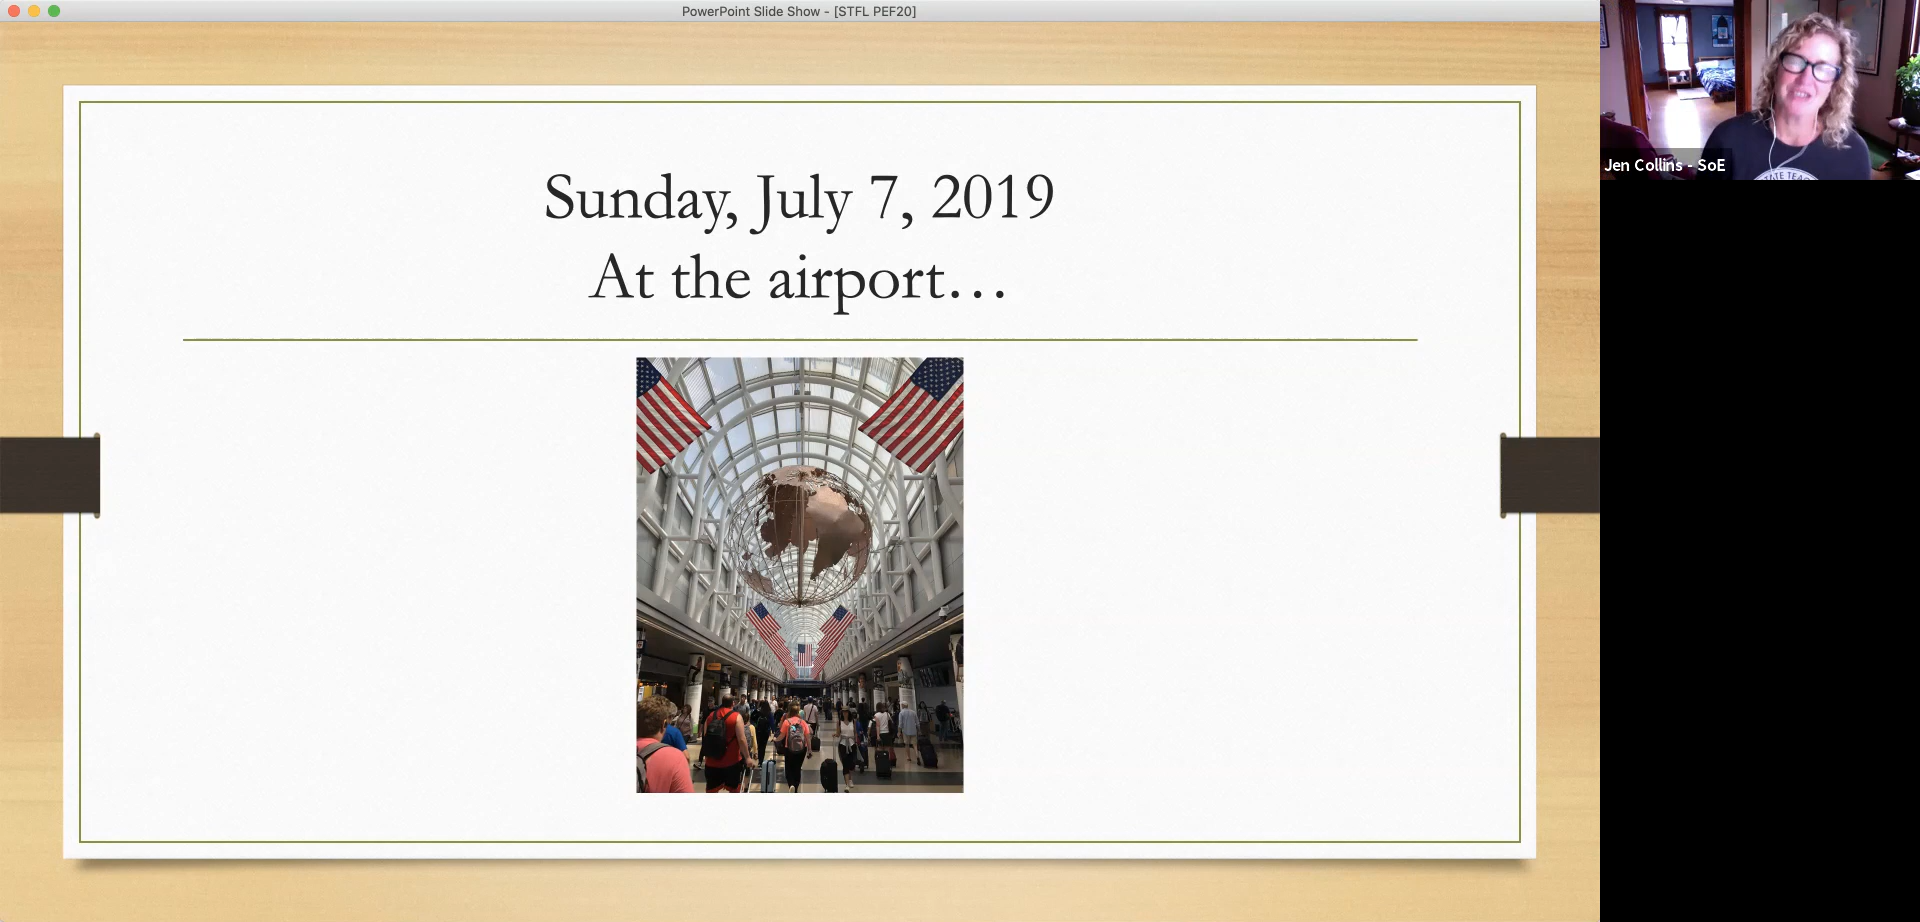 PowerPoint Slide Show - [STFL PEF20]
Sunday, July 7, 2019
At the airport…
Jen Collins - SoE